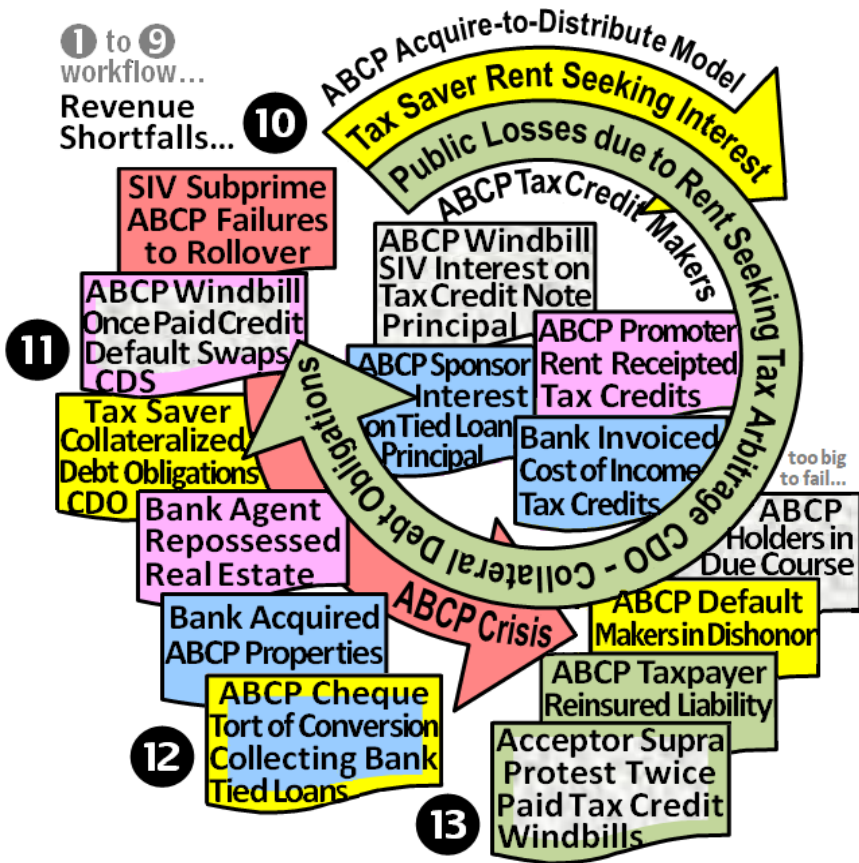 1 to 9
workflow...
Revenue
Shortfalls...
10
ABCP Acquire-to-Distribute Model
Tax Saver Rent Seeking Interest
Public Losses due to Rent Seeking Tax Arbitrage CDO - Collateral Debt Obligations
ABCP Tax Credit Makers
SIV Subprime
ABCP Failures
to Rollover
11
ABCP Windbill
Once Paid Credit
Default Swaps
CDS
Tax Saver
Collateralized
Debt Obligations
CDO
Bank Agent
Repossessed
Real Estate
Bank Acquired
ABCP Properties
12
ABCP Cheque
Tort of Conversion
Collecting Bank
Tied Loans
ABCP Windbill
SIV Interest on
Tax Credit Note
Principal
ABCP Promoter
Rent Receipted
Tax Credits
ABCP Sponsor
Interest
on Tied Loan
Principal
Bank Invoiced
Cost of Income
Tax Credits
ABCP Crisis
too big
to fail...
ABCP
Holders in
Due Course
ABCP Default
Makers in Dishonor
ABCP Taxpayer
Reinsured Liability
13
Acceptor Supra
Protest Twice
Paid Tax Credit
Windbills